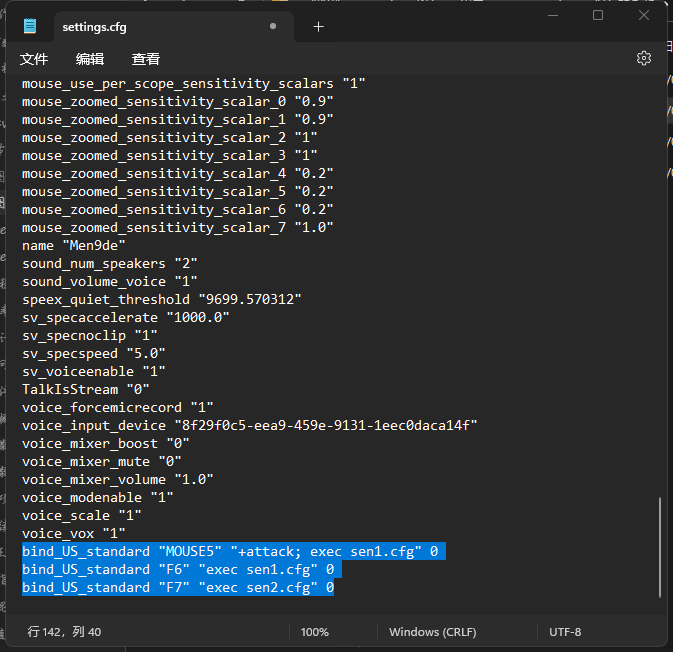 settings.cfg
文件
编辑
查看
mouse_use_per_scope_sensitivity_scalars "1"
mouse_zoomed_sensitivity_scalar_0 "0.9"
mouse_zoomed_sensitivity_scalar_1 "0.9"
mouse_zoomed_sensitivity_scalar_2 "1"
mouse_zoomed_sensitivity_scalar_3 "1"
mouse_zoomed_sensitivity_scalar_4 "0.2"
mouse_zoomed_sensitivity_scalar_5 "0.2"
mouse_zoomed_sensitivity_scalar_6 "0.2"
mouse_zoomed_sensitivity_scalar_7 "1.0"
name "Men9de"
sound_num_speakers "2"
sound_volume_voice "1"
speex_quiet_threshold "9699.570312"
sv_specaccelerate "1000.0"
sv_specnoclip "1"
sv_specspeed "5.0"
sv_voiceenable "1"
TalkIsStream "0"
voice_forcemicrecord "1"
voice_input_device "8f29f0c5-eea9-459e-9131-1eec0daca14f"
voice_mixer_boost "0"
voice_mixer_mute "0"
voice_mixer_volume "1.0"
voice_modenable "1"
voice_scale "1"
voice_vox "1"
bind_US_standard "MOUSE5" "+attack; exec sen1.cfg" 0
bind_US_standard "F6" "exec sen1.cfg" 0
bind_US_standard "F7" "exec sen2.cfg" 0
行 142，列 40
100%
Windows (CRLF)
UTF-8